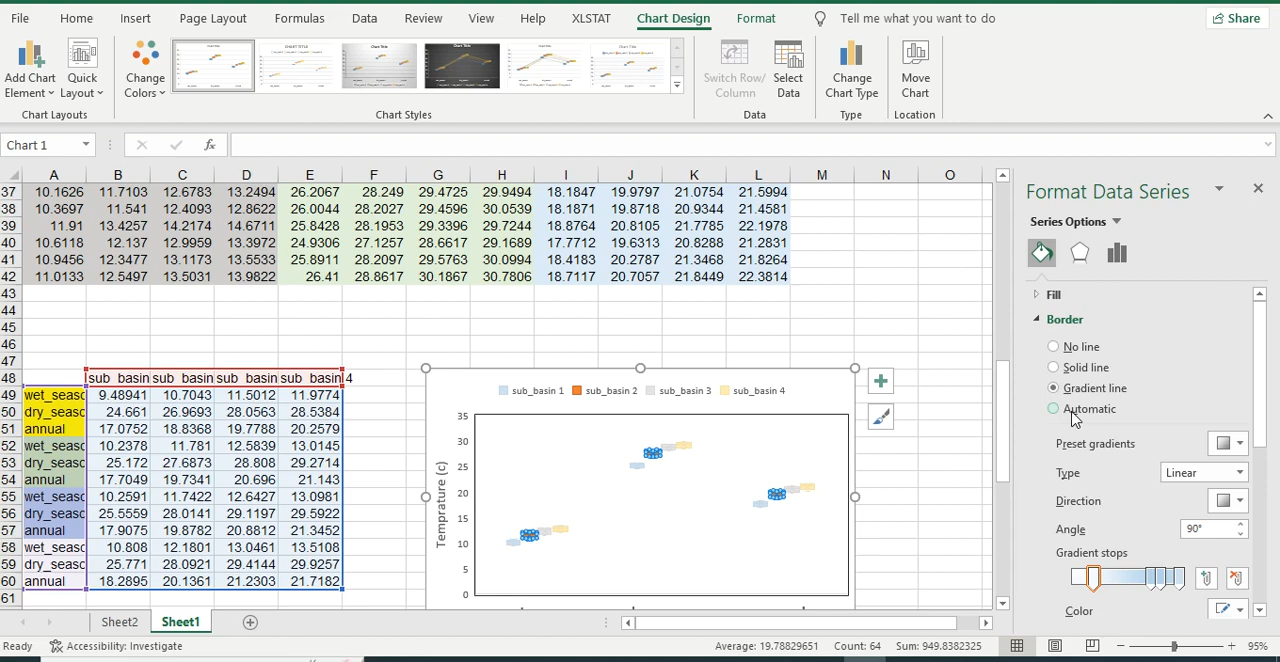 File Home Insert Page Layout Formulas Data Review View Help XLSTAT Chart Design Format Tell me what you want to do Share
Add Chart Element Quick Layout Change Colors Switch Row/ Column Select Data Change Chart Type Move Chart
Chart Layouts Chart Styles Data Type Location
Chart 1 fx
A B C D E F G H I J K L M N O
37 10.1626 11.7103 12.6783 13.2494 26.2067 28.249 29.4725 29.9494 18.1847 19.9797 21.0754 21.5994
38 10.3697 11.541 12.4093 12.8622 26.0044 28.2027 29.4596 30.0539 18.1871 19.8718 20.9344 21.4581
39 11.91 13.4257 14.2174 14.6711 25.8428 28.1953 29.3396 29.7244 18.8764 20.8105 21.7785 22.1978
40 10.6118 12.137 12.9959 13.3972 24.9306 27.1257 28.6617 29.1689 17.7712 19.6313 20.8288 21.2831
41 10.9456 12.3477 13.1173 13.5533 25.8911 28.2097 29.5763 30.0994 18.4183 20.2787 21.3468 21.8264
42 11.0133 12.5497 13.5031 13.9822 26.41 28.8617 30.1867 30.7806 18.7117 20.7057 21.8449 22.3814
43
44
45
46
47
48 sub_basin sub_basin sub_basin sub_basin 4
49 wet_seaso 9.48941 10.7043 11.5012 11.9774
50 dry_seaso 24.661 26.9693 28.0563 28.5384
51 annual 17.0752 18.8368 19.7788 20.2579
52 wet_seaso 10.2378 11.781 12.5839 13.0145
53 dry_seaso 25.172 27.6873 28.808 29.2714
54 annual 17.7049 19.7341 20.696 21.143
55 wet_seaso 10.2591 11.7422 12.6427 13.0981
56 dry_seaso 25.5559 28.0141 29.1197 29.5922
57 annual 17.9075 19.8782 20.8812 21.3452
58 wet_seaso 10.808 12.1801 13.0461 13.5108
59 dry_seaso 25.771 28.0921 29.4144 29.9257
60 annual 18.2895 20.1361 21.2303 21.7182
61
sub_basin 1 sub_basin 2 sub_basin 3 sub_basin 4
35
30
25
20
15
10
5
0
Temprature (c)
Format Data Series
Series Options
Fill
Border
No line
Solid line
Gradient line
Automatic
Preset gradients
Type Linear
Direction
Angle 90°
Gradient stops
Color
Sheet2 Sheet1
Ready Accessibility: Investigate Average: 19.78829651 Count: 64 Sum: 949.8382325 95%